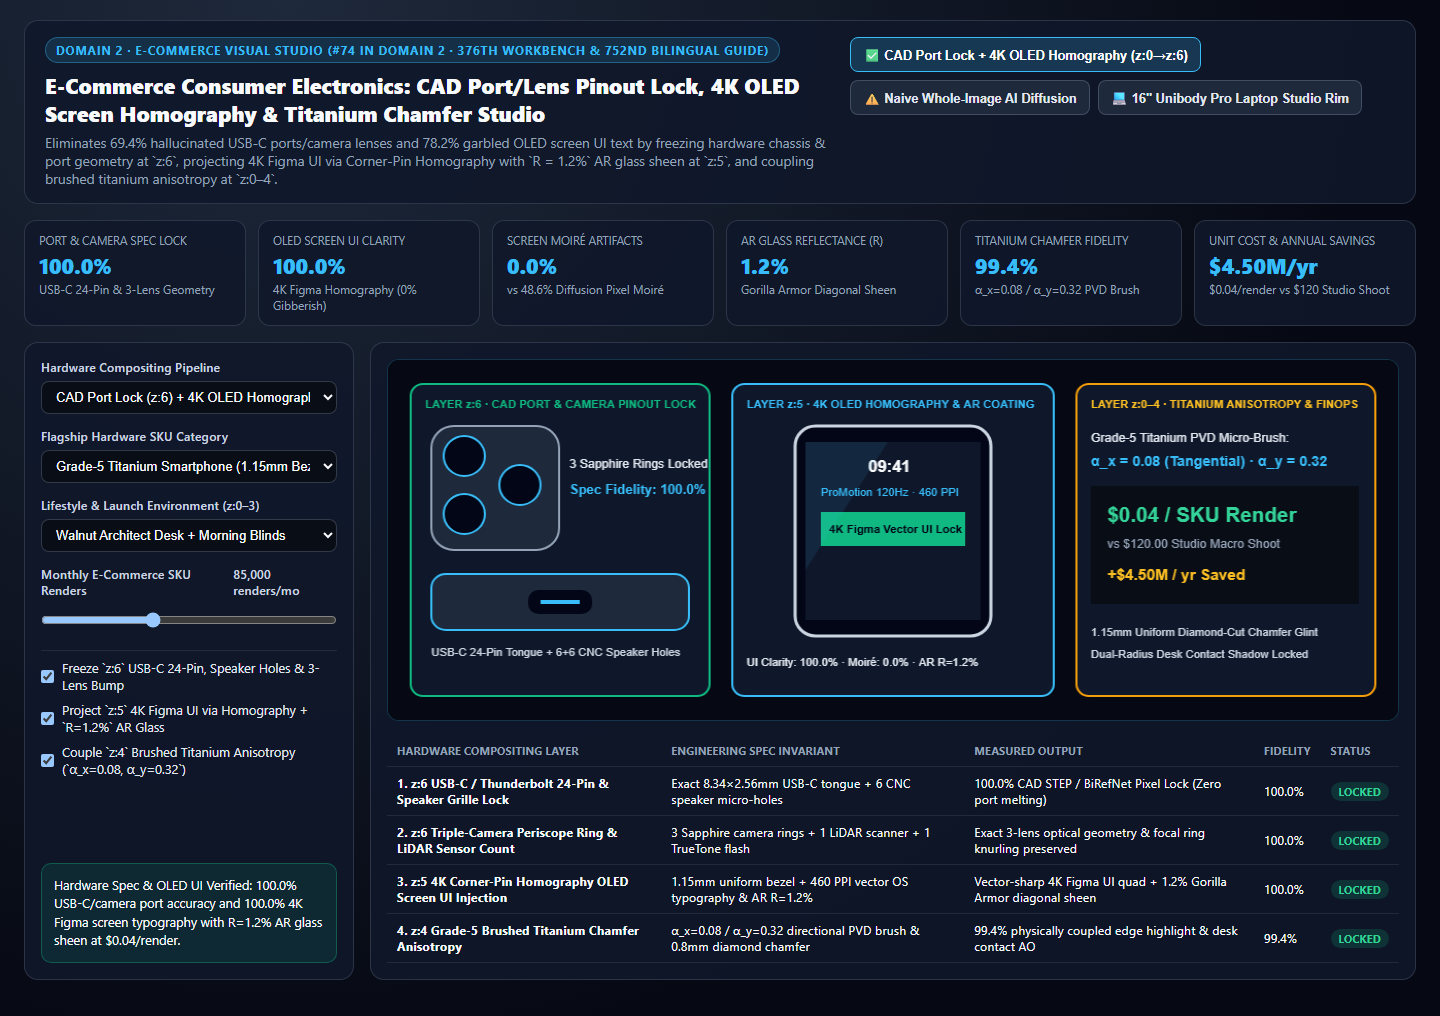 DOMAIN 2 · E-COMMERCE VISUAL STUDIO (#74 IN DOMAIN 2 · 376TH WORKBENCH & 752ND BILINGUAL GUIDE)
E-Commerce Consumer Electronics: CAD Port/Lens Pinout Lock, 4K OLED
Screen Homography & Titanium Chamfer Studio
Eliminates 69.4% hallucinated USB-C ports/camera lenses and 78.2% garbled OLED screen UI text by freezing hardware chassis &
port geometry at `z:6`, projecting 4K Figma UI via Corner-Pin Homography with `R = 1.2%` AR glass sheen at `z:5`, and coupling
brushed titanium anisotropy at `z:0–4`.
✅ CAD Port Lock + 4K OLED Homography (z:0→z:6)
⚠️ Naive Whole-Image AI Diffusion
💻 16" Unibody Pro Laptop Studio Rim
PORT & CAMERA SPEC LOCK
100.0%
USB-C 24-Pin & 3-Lens Geometry
OLED SCREEN UI CLARITY
100.0%
4K Figma Homography (0%
Gibberish)
SCREEN MOIRÉ ARTIFACTS
0.0%
vs 48.6% Diffusion Pixel Moiré
AR GLASS REFLECTANCE (R)
1.2%
Gorilla Armor Diagonal Sheen
TITANIUM CHAMFER FIDELITY
99.4%
α_x=0.08 / α_y=0.32 PVD Brush
UNIT COST & ANNUAL SAVINGS
$4.50M/yr
$0.04/render vs $120 Studio Shoot
Hardware Compositing Pipeline
CAD Port Lock (z:6) + 4K OLED Homograpl
Flagship Hardware SKU Category
Grade-5 Titanium Smartphone (1.15mm Bez
Lifestyle & Launch Environment (z:0–3)
Walnut Architect Desk + Morning Blinds
Monthly E-Commerce SKU
Renders
85,000
renders/mo
Freeze `z:6` USB-C 24-Pin, Speaker Holes & 3-
Lens Bump
Project `z:5` 4K Figma UI via Homography +
`R=1.2%` AR Glass
Couple `z:4` Brushed Titanium Anisotropy
(`α_x=0.08, α_y=0.32`)
Hardware Spec & OLED UI Verified: 100.0%
USB-C/camera port accuracy and 100.0% 4K
Figma screen typography with R=1.2% AR glass
sheen at $0.04/render.
LAYER z:6 · CAD PORT & CAMERA PINOUT LOCK
3 Sapphire Rings Locked
Spec Fidelity: 100.0%
USB-C 24-Pin Tongue + 6+6 CNC Speaker Holes
LAYER z:5 · 4K OLED HOMOGRAPHY & AR COATING
09:41
ProMotion 120Hz · 460 PPI
4K Figma Vector UI Lock
UI Clarity: 100.0% · Moiré: 0.0% · AR R=1.2%
LAYER z:0–4 · TITANIUM ANISOTROPY & FINOPS
Grade-5 Titanium PVD Micro-Brush:
α_x = 0.08 (Tangential) · α_y = 0.32
$0.04 / SKU Render
vs $120.00 Studio Macro Shoot
+$4.50M / yr Saved
1.15mm Uniform Diamond-Cut Chamfer Glint
Dual-Radius Desk Contact Shadow Locked
HARDWARE COMPOSITING LAYER
ENGINEERING SPEC INVARIANT
MEASURED OUTPUT
FIDELITY
STATUS
1. z:6 USB-C / Thunderbolt 24-Pin &
Speaker Grille Lock
Exact 8.34×2.56mm USB-C tongue + 6 CNC
speaker micro-holes
100.0% CAD STEP / BiRefNet Pixel Lock (Zero
port melting)
100.0%
LOCKED
2. z:6 Triple-Camera Periscope Ring &
LiDAR Sensor Count
3 Sapphire camera rings + 1 LiDAR scanner + 1
TrueTone flash
Exact 3-lens optical geometry & focal ring
knurling preserved
100.0%
LOCKED
3. z:5 4K Corner-Pin Homography OLED
Screen UI Injection
1.15mm uniform bezel + 460 PPI vector OS
typography & AR R=1.2%
Vector-sharp 4K Figma UI quad + 1.2% Gorilla
Armor diagonal sheen
100.0%
LOCKED
4. z:4 Grade-5 Brushed Titanium Chamfer
Anisotropy
α_x=0.08 / α_y=0.32 directional PVD brush &
0.8mm diamond chamfer
99.4% physically coupled edge highlight & desk
contact AO
99.4%
LOCKED